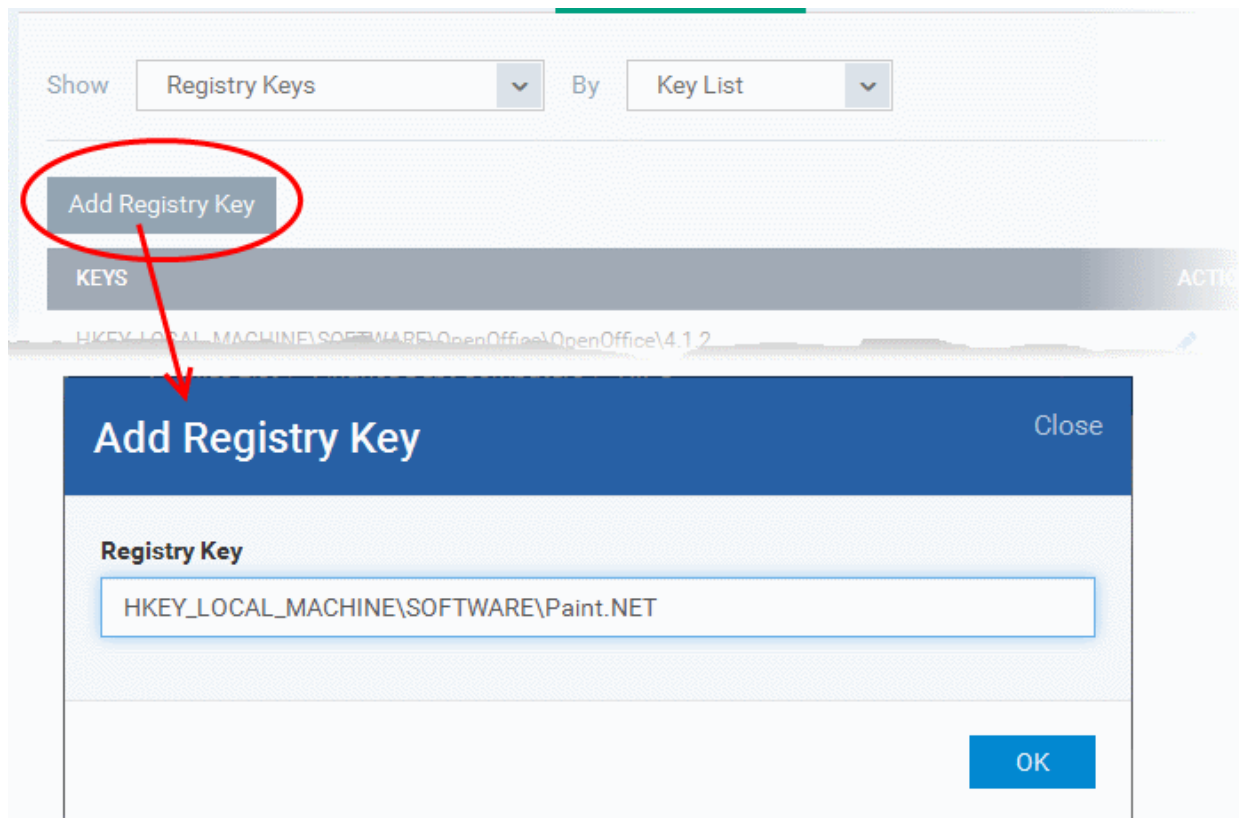 Show Registry Keys By Key List
Add Registry Key
KEYS
HKEY_LOCAL_MACHINE\SOFTWARE\OpenOffice\OpenOffice\4.1.2
Add Registry Key Close
Registry Key
HKEY_LOCAL_MACHINE\SOFTWARE\Paint.NET
OK